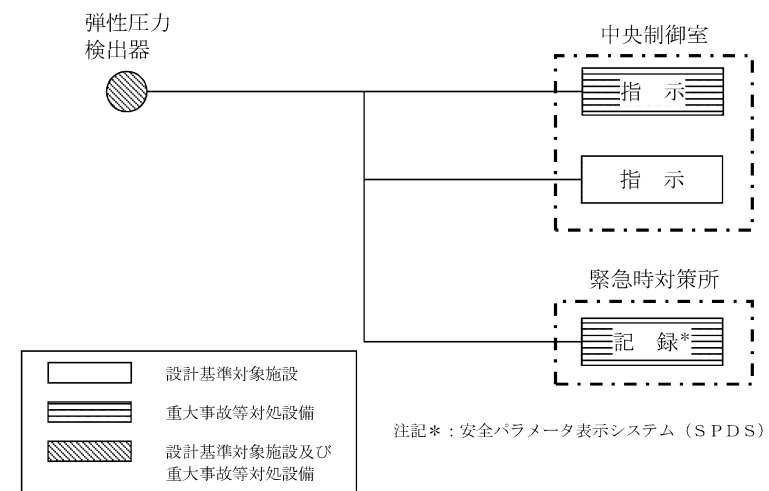 弾性圧力
検出器
中央制御室
指 示
指 示
緊急時対策所
記 録*
設計基準対象施設
重大事故等対処設備
設計基準対象施設及び
重大事故等対処設備
注記＊：安全パラメータ表示システム（ＳＰＤＳ）